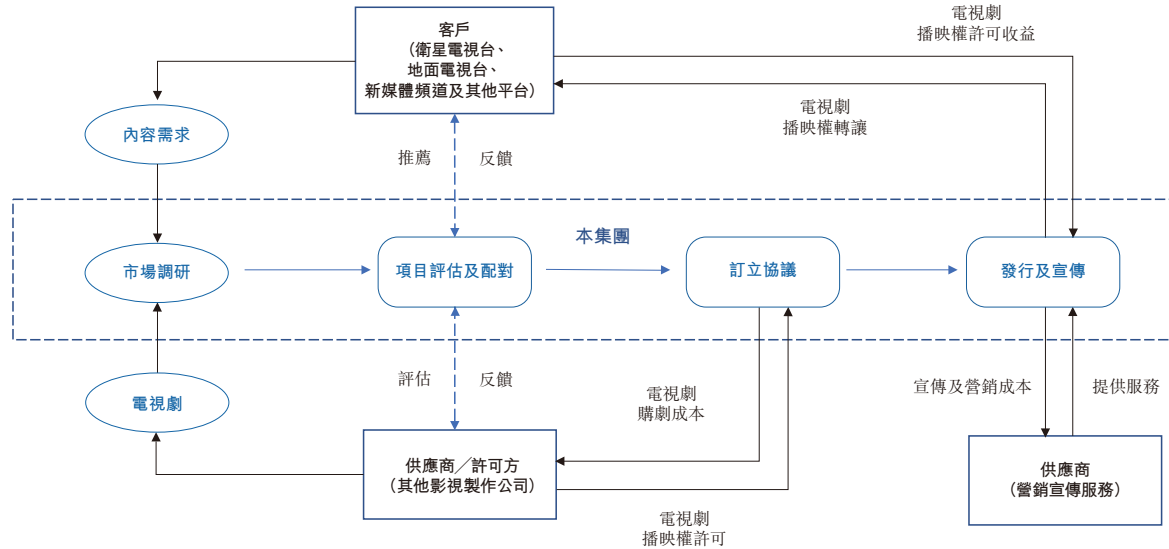 客戶
（衛星電視台、
地面電視台、
新媒體頻道及其他平台）
電視劇
播映權許可收益
電視劇
播映權轉讓
內容需求
推薦
反饋
本集團
市場調研
項目評估及配對
訂立協議
發行及宣傳
評估
反饋
電視劇
電視劇
購劇成本
宣傳及營銷成本
提供服務
供應商╱許可方
（其他影視製作公司）
供應商
（營銷宣傳服務）
電視劇
播映權許可